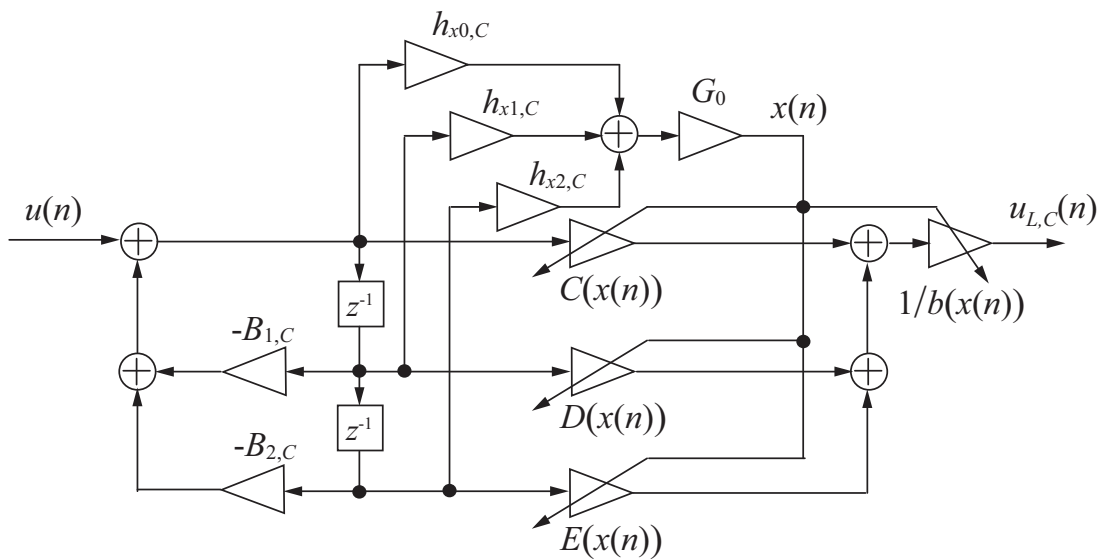 h_{x0,C}
G_0
x(n)
h_{x1,C}
h_{x2,C}
u(n)
u_{L,C}(n)
C(x(n))
1/b(x(n))
z^{-1}
-B_{1,C}
D(x(n))
z^{-1}
-B_{2,C}
E(x(n))